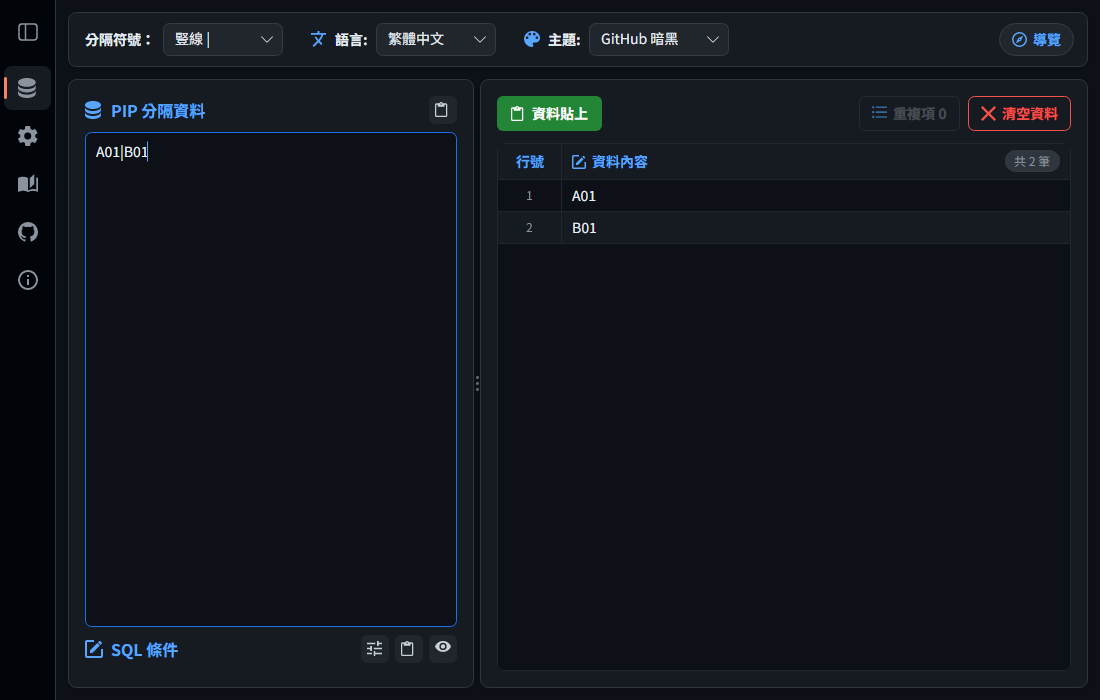 分隔符號： 豎線 | 語言: 繁體中文 主題: GitHub 暗黑 導覽
PIP 分隔資料
A01|B01
SQL 條件
資料貼上 重複項 0 清空資料
行號 資料內容 共 2 筆
1 A01
2 B01